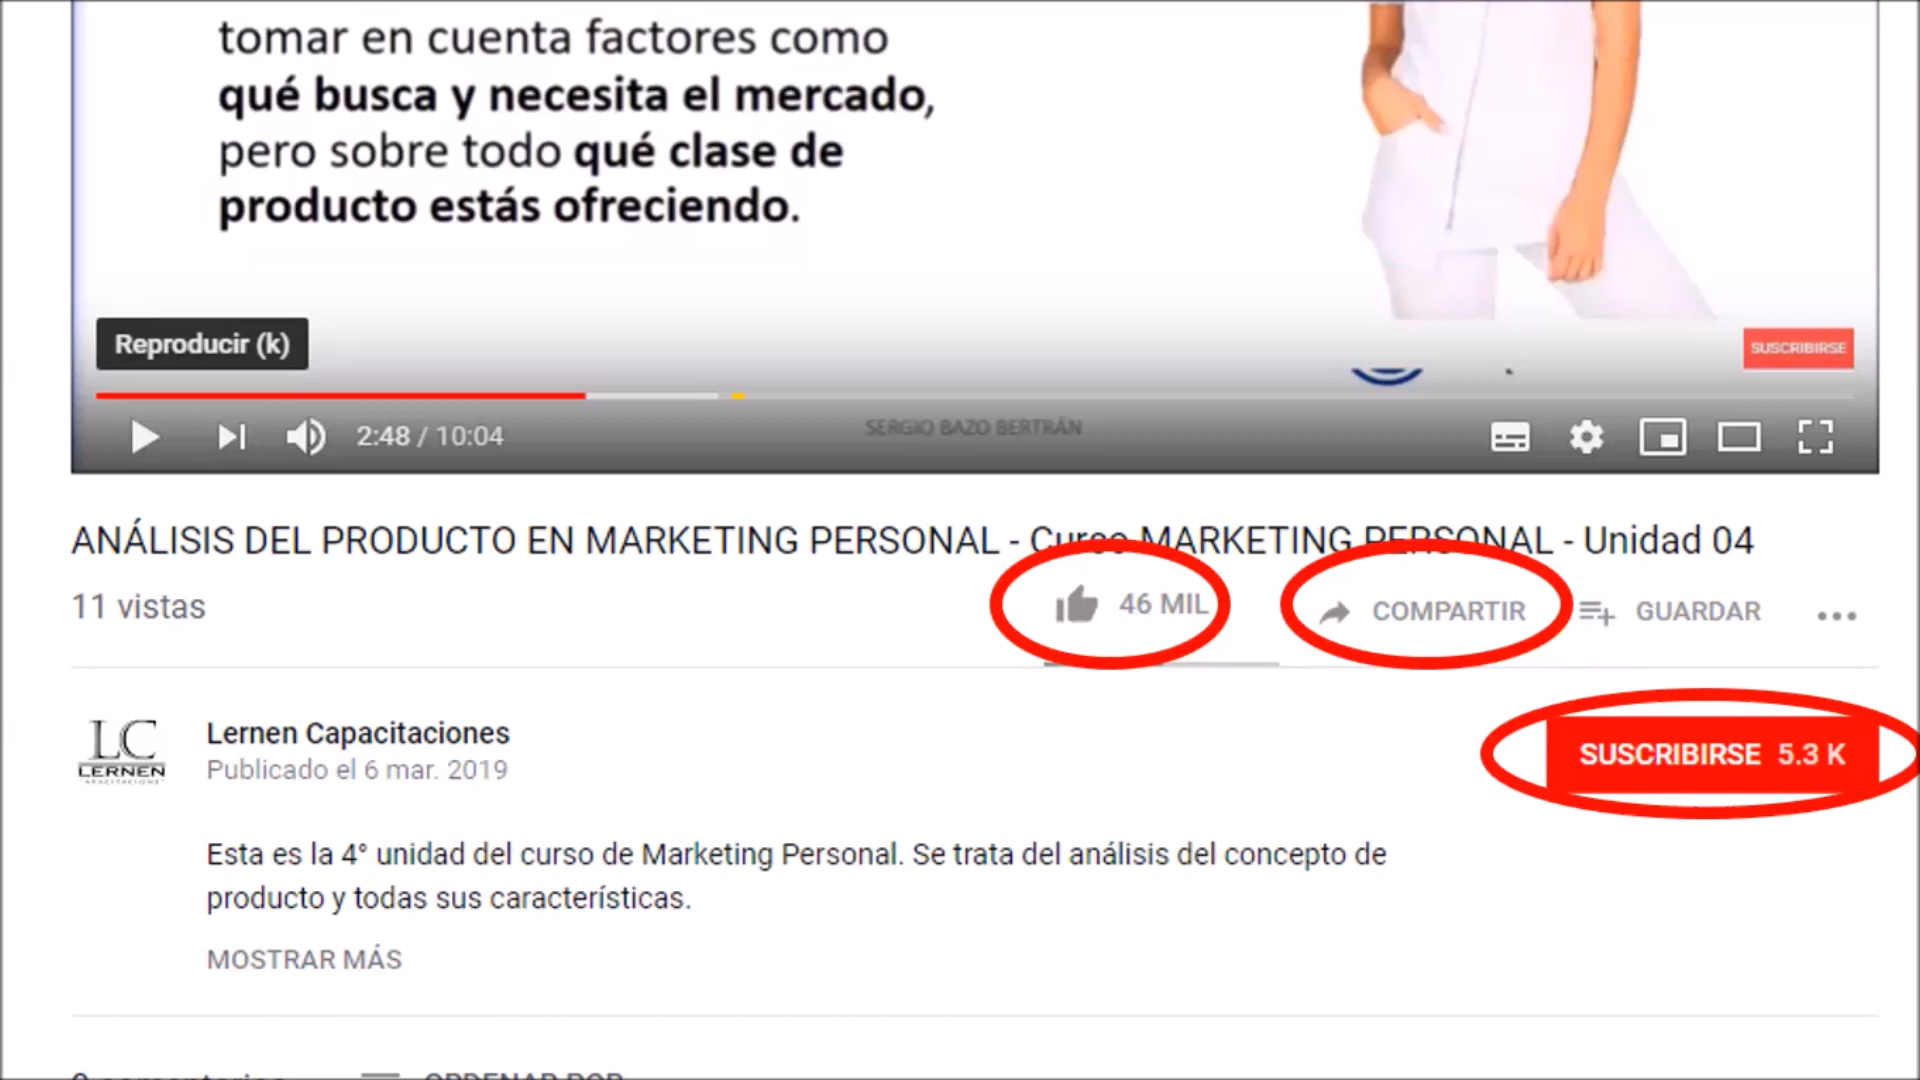 tomar en cuenta factores como
qué busca y necesita el mercado,
pero sobre todo qué clase de
producto estás ofreciendo.
Reproducir (k)
SUSCRIBIRSE
2:48 / 10:04
SERGIO BAZO BERTRÁN
ANÁLISIS DEL PRODUCTO EN MARKETING PERSONAL - Curso MARKETING PERSONAL - Unidad 04
11 vistas
46 MIL
COMPARTIR
GUARDAR
LC
LERNEN
Lernen Capacitaciones
Publicado el 6 mar. 2019
SUSCRIBIRSE 5.3 K
Esta es la 4° unidad del curso de Marketing Personal. Se trata del análisis del concepto de
producto y todas sus características.
MOSTRAR MÁS
ORDENAR POR